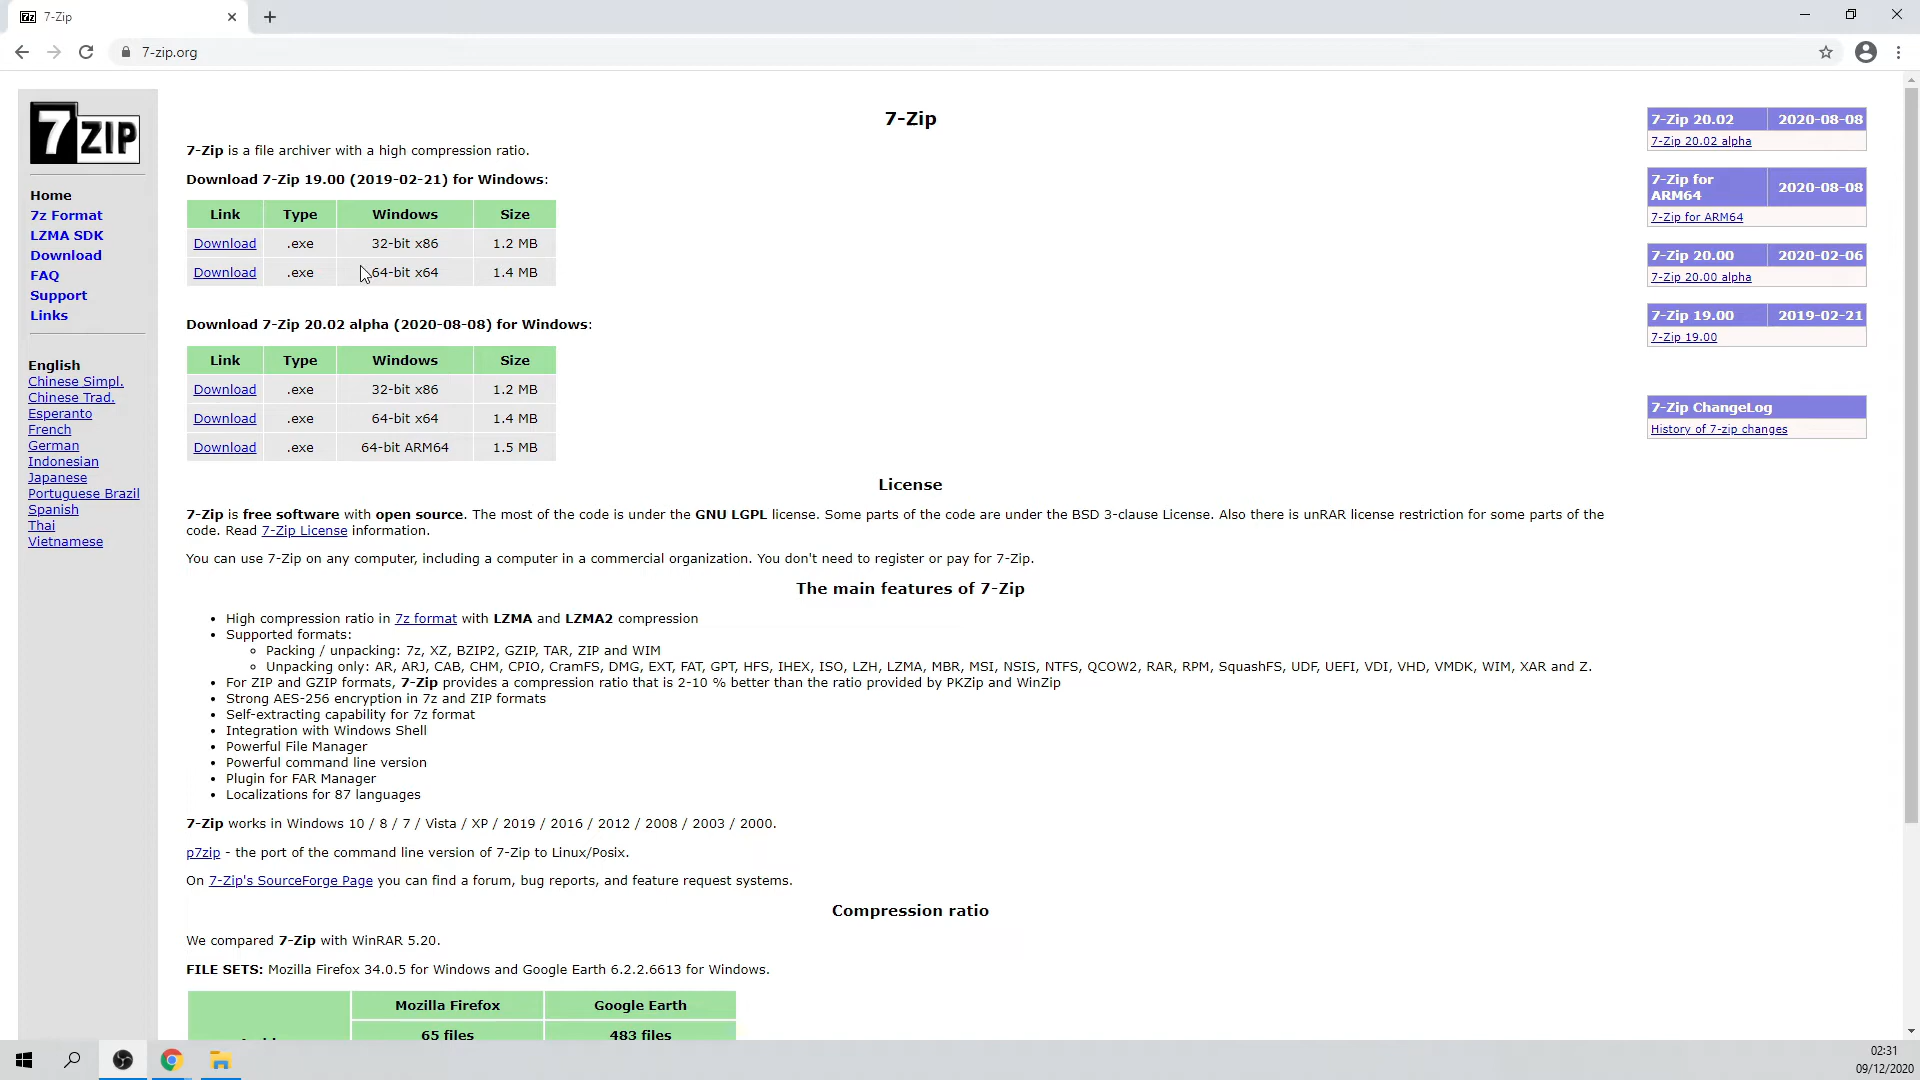 7-Zip
7-zip.org
7 ZIP
Home
7z Format
LZMA SDK
Download
FAQ
Support
Links
English
Chinese Simpl.
Chinese Trad.
Esperanto
French
German
Indonesian
Japanese
Portuguese Brazil
Spanish
Thai
Vietnamese
7-Zip
7-Zip is a file archiver with a high compression ratio.
Download 7-Zip 19.00 (2019-02-21) for Windows:
Link Type Windows Size
Download .exe 32-bit x86 1.2 MB
Download .exe 64-bit x64 1.4 MB
Download 7-Zip 20.02 alpha (2020-08-08) for Windows:
Link Type Windows Size
Download .exe 32-bit x86 1.2 MB
Download .exe 64-bit x64 1.4 MB
Download .exe 64-bit ARM64 1.5 MB
License
7-Zip is free software with open source. The most of the code is under the GNU LGPL license. Some parts of the code are under the BSD 3-clause License. Also there is unRAR license restriction for some parts of the
code. Read 7-Zip License information.
You can use 7-Zip on any computer, including a computer in a commercial organization. You don't need to register or pay for 7-Zip.
The main features of 7-Zip
High compression ratio in 7z format with LZMA and LZMA2 compression
Supported formats:
Packing / unpacking: 7z, XZ, BZIP2, GZIP, TAR, ZIP and WIM
Unpacking only: AR, ARJ, CAB, CHM, CPIO, CramFS, DMG, EXT, FAT, GPT, HFS, IHEX, ISO, LZH, LZMA, MBR, MSI, NSIS, NTFS, QCOW2, RAR, RPM, SquashFS, UDF, UEFI, VDI, VHD, VMDK, WIM, XAR and Z.
For ZIP and GZIP formats, 7-Zip provides a compression ratio that is 2-10 % better than the ratio provided by PKZip and WinZip
Strong AES-256 encryption in 7z and ZIP formats
Self-extracting capability for 7z format
Integration with Windows Shell
Powerful File Manager
Powerful command line version
Plugin for FAR Manager
Localizations for 87 languages
7-Zip works in Windows 10 / 8 / 7 / Vista / XP / 2019 / 2016 / 2012 / 2008 / 2003 / 2000.
p7zip - the port of the command line version of 7-Zip to Linux/Posix.
On 7-Zip's SourceForge Page you can find a forum, bug reports, and feature request systems.
Compression ratio
We compared 7-Zip with WinRAR 5.20.
FILE SETS: Mozilla Firefox 34.0.5 for Windows and Google Earth 6.2.2.6613 for Windows.
Mozilla Firefox Google Earth
65 files 483 files
7-Zip 20.02 2020-08-08
7-Zip 20.02 alpha
7-Zip for
ARM64 2020-08-08
7-Zip for ARM64
7-Zip 20.00 2020-02-06
7-Zip 20.00 alpha
7-Zip 19.00 2019-02-21
7-Zip 19.00
7-Zip ChangeLog
History of 7-zip changes
02:31
09/12/2020